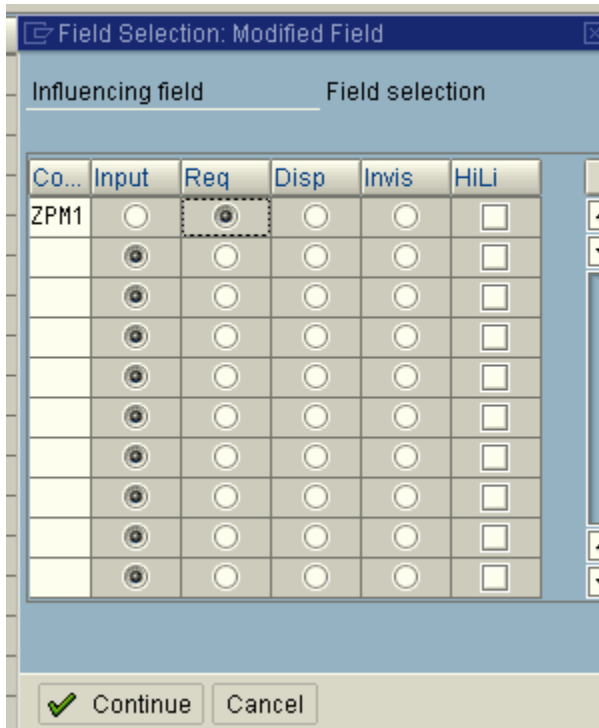 Field Selection: Modified Field
Influencing field Field selection
Co... Input Req Disp Invis HiLi
ZPM1
Continue Cancel